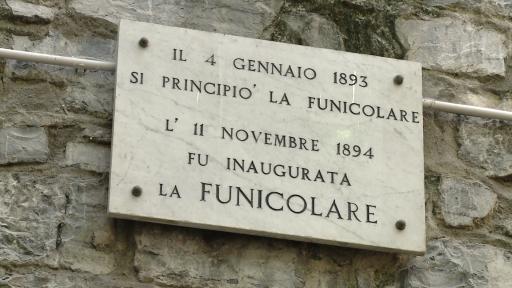 IL 4 GENNAIO 1893
SI PRINCIPIO' LA FUNICOLARE
L' 11 NOVEMBRE 1894
FU INAUGURATA
LA FUNICOLARE